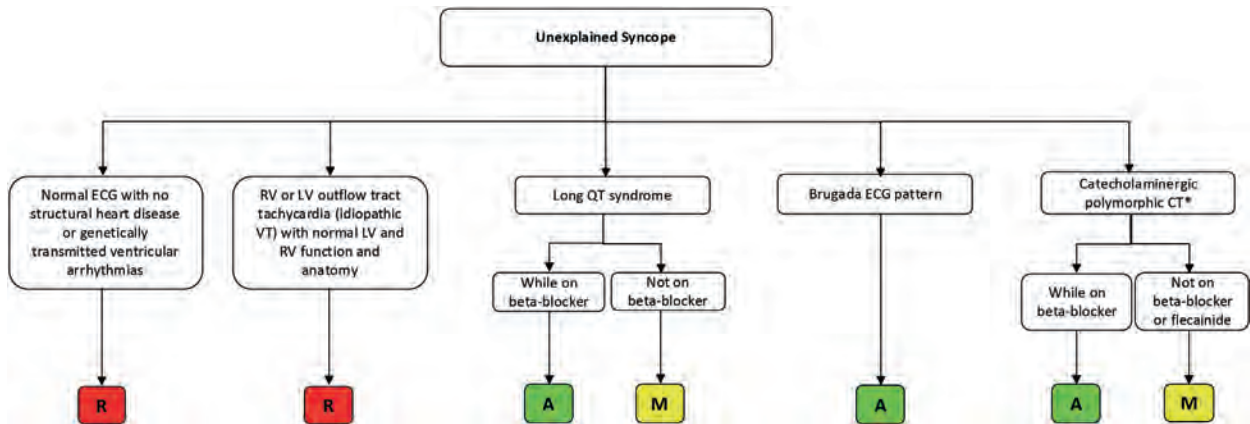 Unexplained Syncope
Normal ECG with no
structural heart disease
or genetically
transmitted ventricular
arrhythmias
RV or LV outflow tract
tachycardia (idiopathic
VT) with normal LV and
RV function and
anatomy
Long QT syndrome
Brugada ECG pattern
Catecholaminergic
polymorphic CT*
While on
beta-blocker
Not on
beta-blocker
While on
beta-blocker
Not on
beta-blocker
or flecainide
R
R
A
M
A
A
M